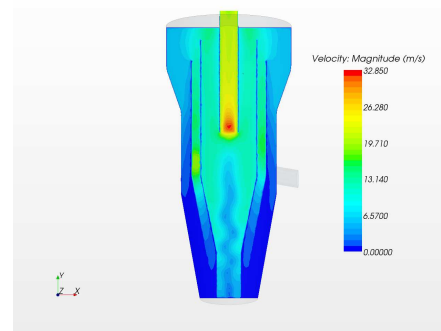 Velocity: Magnitude (m/s)
32.850
26.280
19.710
13.140
6.5700
0.00000
Y
Z X